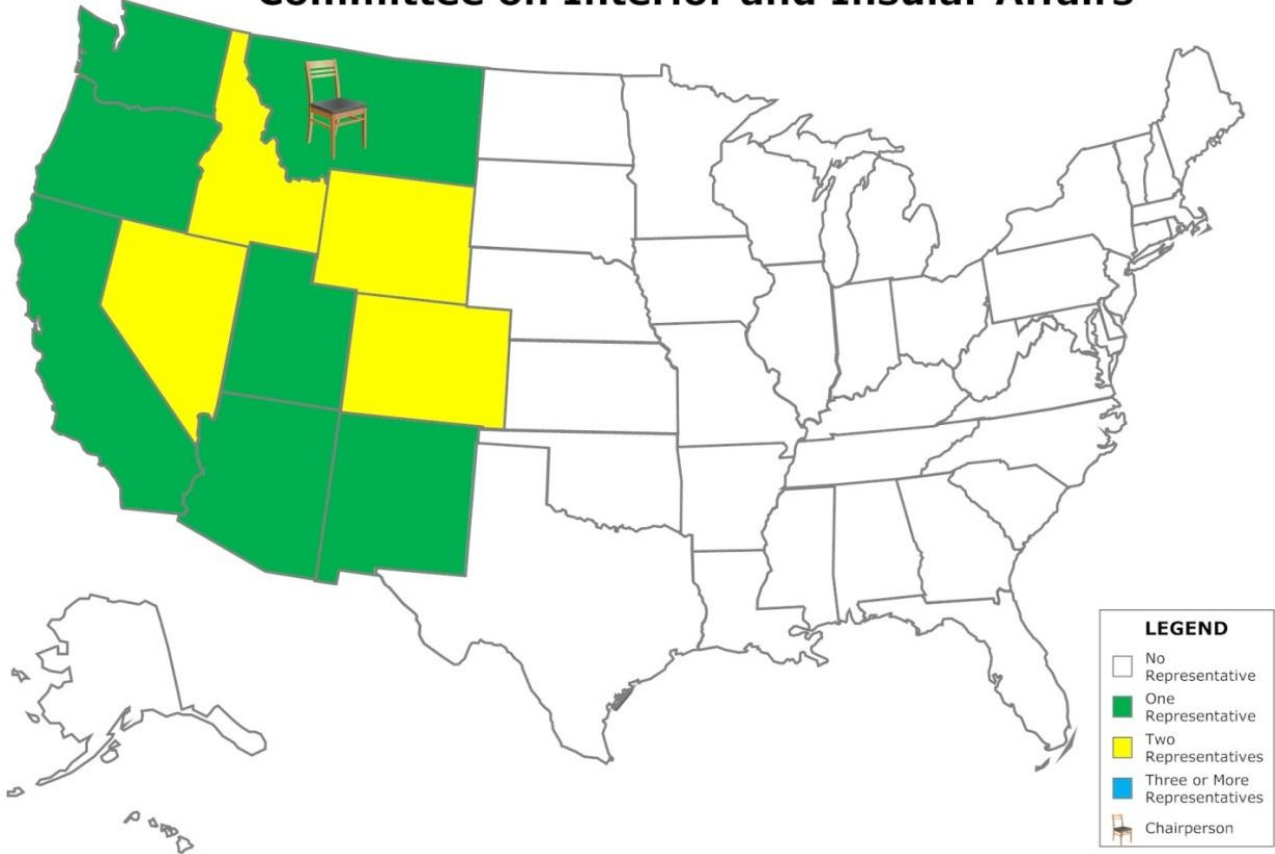 Committee on Interior and Insular Affairs
LEGEND
No
Representative
One
Representative
Two
Representatives
Three or More
Representatives
Chairperson